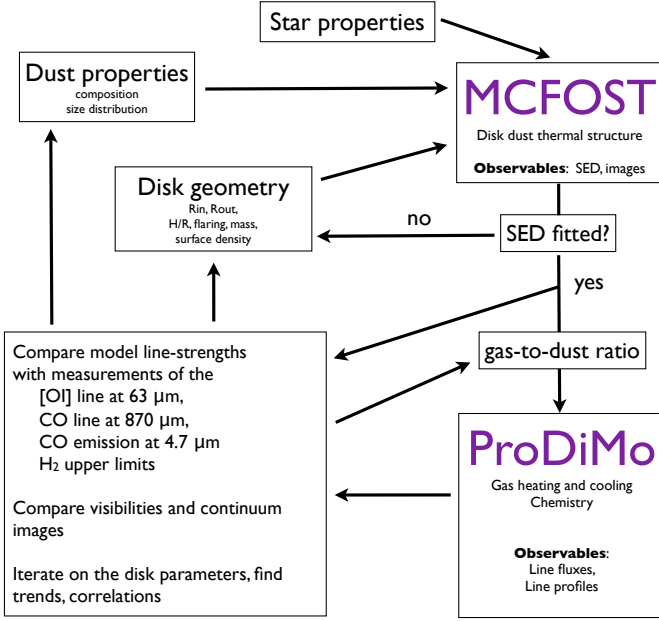 Star properties
Dust properties
composition
size distribution
MCFOST
Disk dust thermal structure
Observables: SED, images
Disk geometry
Rin, Rout,
H/R, flaring, mass,
surface density
no
SED fitted?
yes
gas-to-dust ratio
Compare model line-strengths
with measurements of the
[OI] line at 63 μm,
CO line at 870 μm,
CO emission at 4.7 μm
H2 upper limits
Compare visibilities and continuum
images
Iterate on the disk parameters, find
trends, correlations
ProDiMo
Gas heating and cooling
Chemistry
Observables:
Line fluxes,
Line profiles